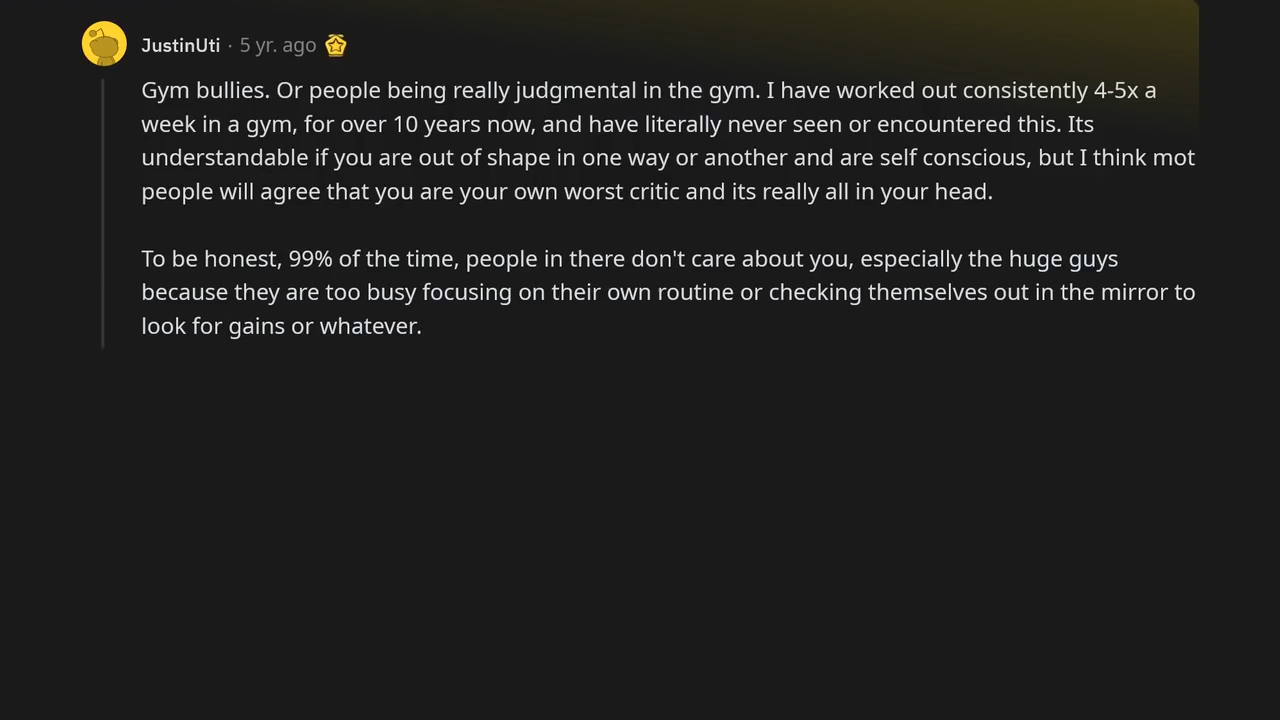 JustinUti · 5 yr. ago
Gym bullies. Or people being really judgmental in the gym. I have worked out consistently 4-5x a
week in a gym, for over 10 years now, and have literally never seen or encountered this. Its
understandable if you are out of shape in one way or another and are self conscious, but I think mot
people will agree that you are your own worst critic and its really all in your head.
To be honest, 99% of the time, people in there don't care about you, especially the huge guys
because they are too busy focusing on their own routine or checking themselves out in the mirror to
look for gains or whatever.